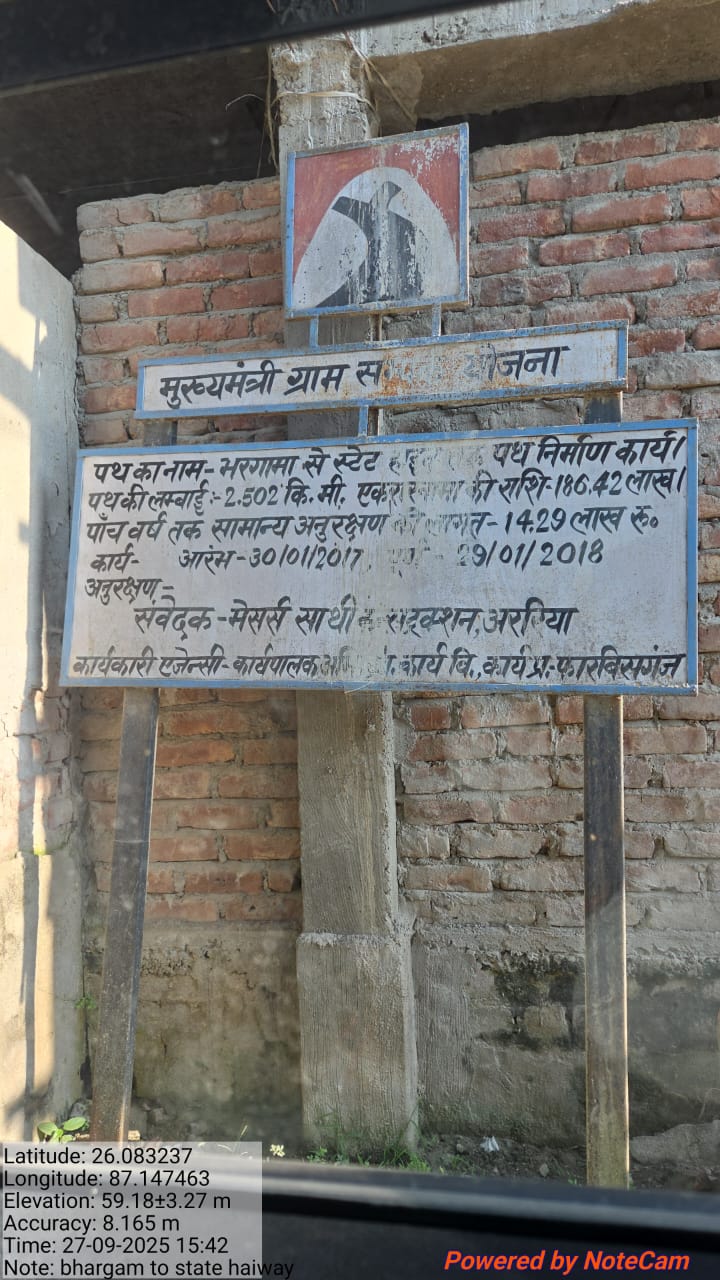 मुख्यमंत्री ग्राम योजना
पथ का नाम- भरगामा से स्टेट पथ निर्माण कार्य।
पथ की लम्बाई:- 2.502 कि. मी. की राशि-186.42 लाख।
पाँच वर्ष तक सामान्य अनुरक्षण की लागत- 14.29 लाख रू०
कार्य- आरंभ-30/01/2017 29/01/2018
अनुरक्षण-
संवेदक-मेसर्स साथी अररिया
कार्यकारी एजेन्सी-कार्यपालक कार्य वि., कार्य प्र.-फारबिसगंज
Latitude: 26.083237
Longitude: 87.147463
Elevation: 59.18±3.27 m
Accuracy: 8.165 m
Time: 27-09-2025 15:42
Note: bhargam to state haiway
Powered by NoteCam